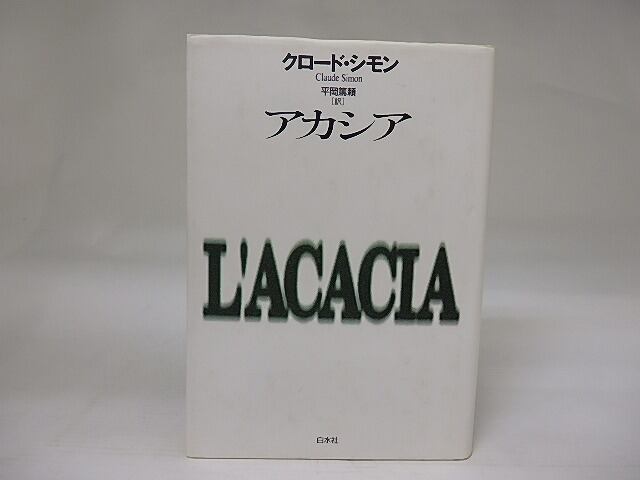 クロード・シモン
Claude Simon
平岡篤頼
[訳]
アカシア
L'ACACIA
白水社